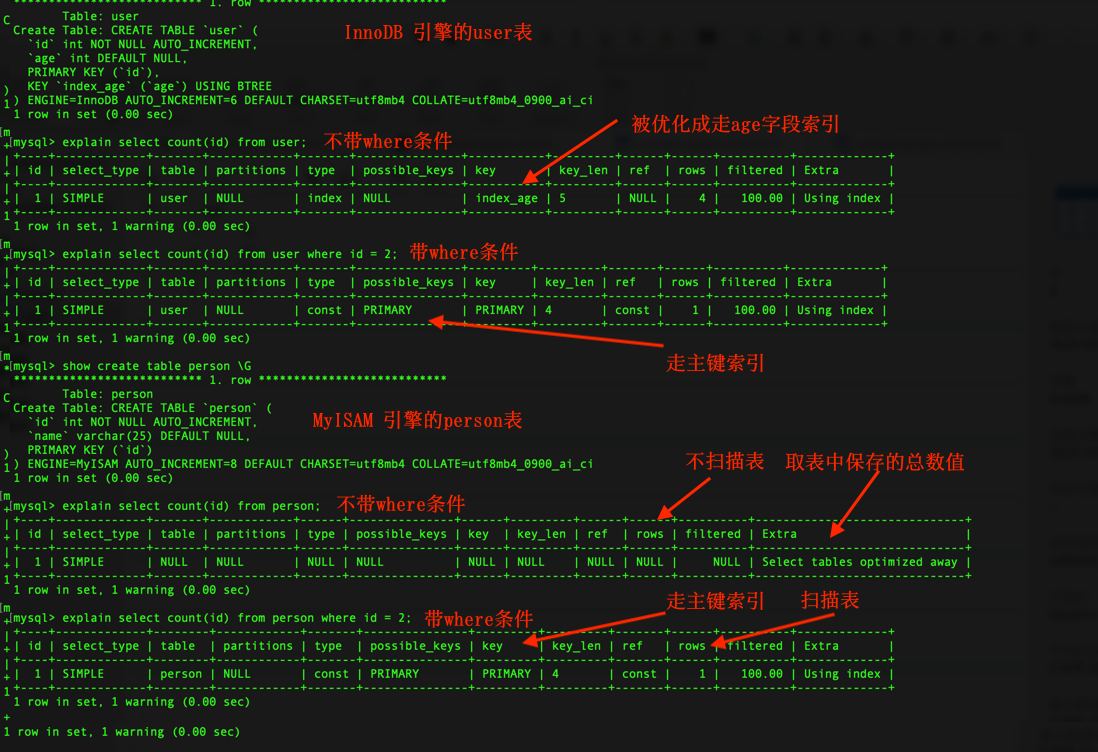 *************************** 1. row ***************************
Table: user
Create Table: CREATE TABLE `user` (
InnoDB 引擎的user表
`id` int NOT NULL AUTO_INCREMENT,
`age` int DEFAULT NULL,
PRIMARY KEY (`id`),
KEY `index_age` (`age`) USING BTREE
) ENGINE=InnoDB AUTO_INCREMENT=6 DEFAULT CHARSET=utf8mb4 COLLATE=utf8mb4_0900_ai_ci
1 row in set (0.00 sec)
被优化成走age字段索引
mysql> explain select count(id) from user; 不带where条件
+----+-------------+-------+------------+-------+---------------+-----------+---------+------+------+----------+-------------+
| id | select_type | table | partitions | type | possible_keys | key | key_len | ref | rows | filtered | Extra |
+----+-------------+-------+------------+-------+---------------+-----------+---------+------+------+----------+-------------+
| 1 | SIMPLE | user | NULL | index | NULL | index_age | 5 | NULL | 4 | 100.00 | Using index |
+----+-------------+-------+------------+-------+---------------+-----------+---------+------+------+----------+-------------+
1 row in set, 1 warning (0.00 sec)
mysql> explain select count(id) from user where id = 2; 带where条件
+----+-------------+-------+------------+-------+---------------+---------+---------+-------+------+----------+-------------+
| id | select_type | table | partitions | type | possible_keys | key | key_len | ref | rows | filtered | Extra |
+----+-------------+-------+------------+-------+---------------+---------+---------+-------+------+----------+-------------+
| 1 | SIMPLE | user | NULL | const | PRIMARY | PRIMARY | 4 | const | 1 | 100.00 | Using index |
+----+-------------+-------+------------+-------+---------------+---------+---------+-------+------+----------+-------------+
1 row in set, 1 warning (0.00 sec)
走主键索引
mysql> show create table person \G
*************************** 1. row ***************************
Table: person
Create Table: CREATE TABLE `person` (
MyISAM 引擎的person表
`id` int NOT NULL AUTO_INCREMENT,
`name` varchar(25) DEFAULT NULL,
PRIMARY KEY (`id`)
) ENGINE=MyISAM AUTO_INCREMENT=8 DEFAULT CHARSET=utf8mb4 COLLATE=utf8mb4_0900_ai_ci
1 row in set (0.00 sec)
不扫描表 取表中保存的总数值
mysql> explain select count(id) from person; 不带where条件
+----+-------------+-------+------------+------+---------------+------+---------+------+------+----------+------------------------------+
| id | select_type | table | partitions | type | possible_keys | key | key_len | ref | rows | filtered | Extra |
+----+-------------+-------+------------+------+---------------+------+---------+------+------+----------+------------------------------+
| 1 | SIMPLE | NULL | NULL | NULL | NULL | NULL | NULL | NULL | NULL | NULL | Select tables optimized away |
+----+-------------+-------+------------+------+---------------+------+---------+------+------+----------+------------------------------+
1 row in set, 1 warning (0.00 sec)
走主键索引 扫描表
mysql> explain select count(id) from person where id = 2; 带where条件
+----+-------------+--------+------------+-------+---------------+---------+---------+-------+------+----------+-------------+
| id | select_type | table | partitions | type | possible_keys | key | key_len | ref | rows | filtered | Extra |
+----+-------------+--------+------------+-------+---------------+---------+---------+-------+------+----------+-------------+
| 1 | SIMPLE | person | NULL | const | PRIMARY | PRIMARY | 4 | const | 1 | 100.00 | Using index |
+----+-------------+--------+------------+-------+---------------+---------+---------+-------+------+----------+-------------+
1 row in set, 1 warning (0.00 sec)
+
1 row in set, 1 warning (0.00 sec)